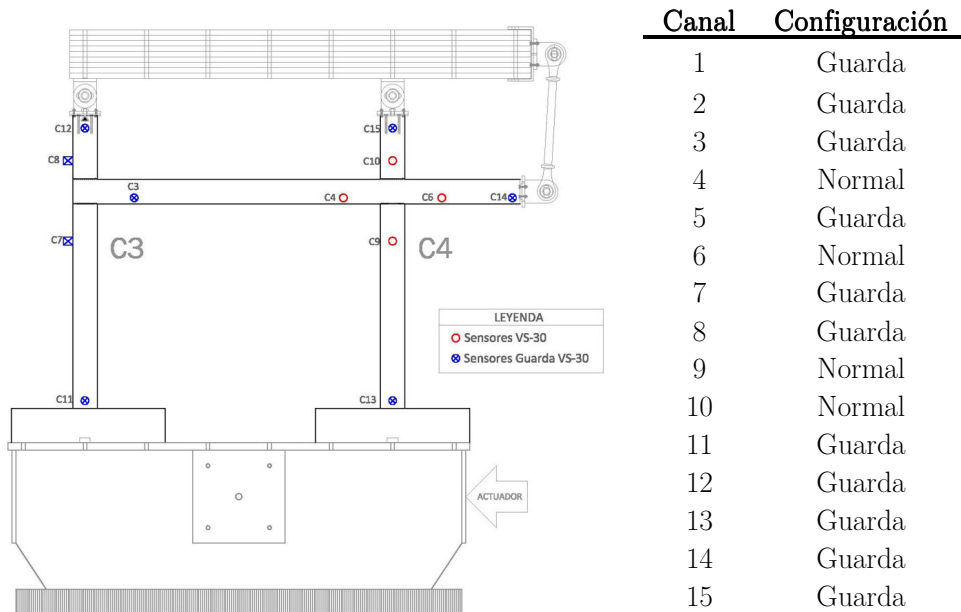 C12
C15
C8
C10
C3
C4
C6
C14
C7
C3
C9
C4
LEYENDA
Sensores VS-30
Sensores Guarda VS-30
C11
C13
ACTUADOR
Canal Configuración
1 Guarda
2 Guarda
3 Guarda
4 Normal
5 Guarda
6 Normal
7 Guarda
8 Guarda
9 Normal
10 Normal
11 Guarda
12 Guarda
13 Guarda
14 Guarda
15 Guarda